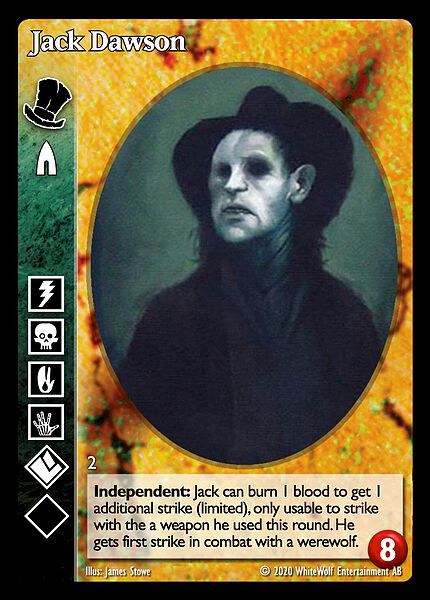 Jack Dawson
2
Independent: Jack can burn 1 blood to get 1
additional strike (limited), only usable to strike
with the a weapon he used this round. He
gets first strike in combat with a werewolf.
8
Illus: James Stowe
© 2020 WhiteWolf Entertainment AB